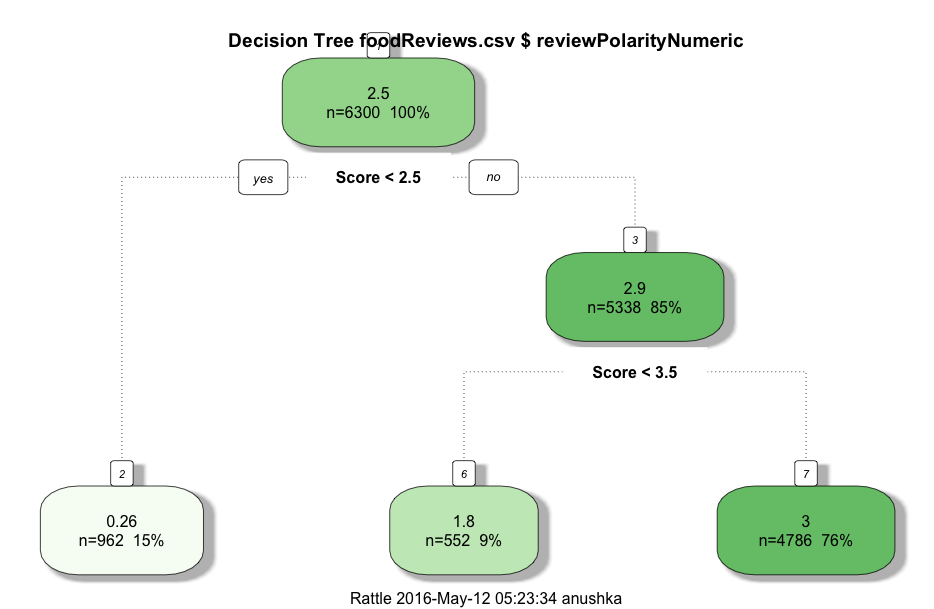 Decision Tree foodReviews.csv $ reviewPolarityNumeric
2.5
n=6300 100%
yes
Score < 2.5
no
3
2.9
n=5338 85%
Score < 3.5
2
6
7
0.26
n=962 15%
1.8
n=552 9%
3
n=4786 76%
Rattle 2016-May-12 05:23:34 anushka